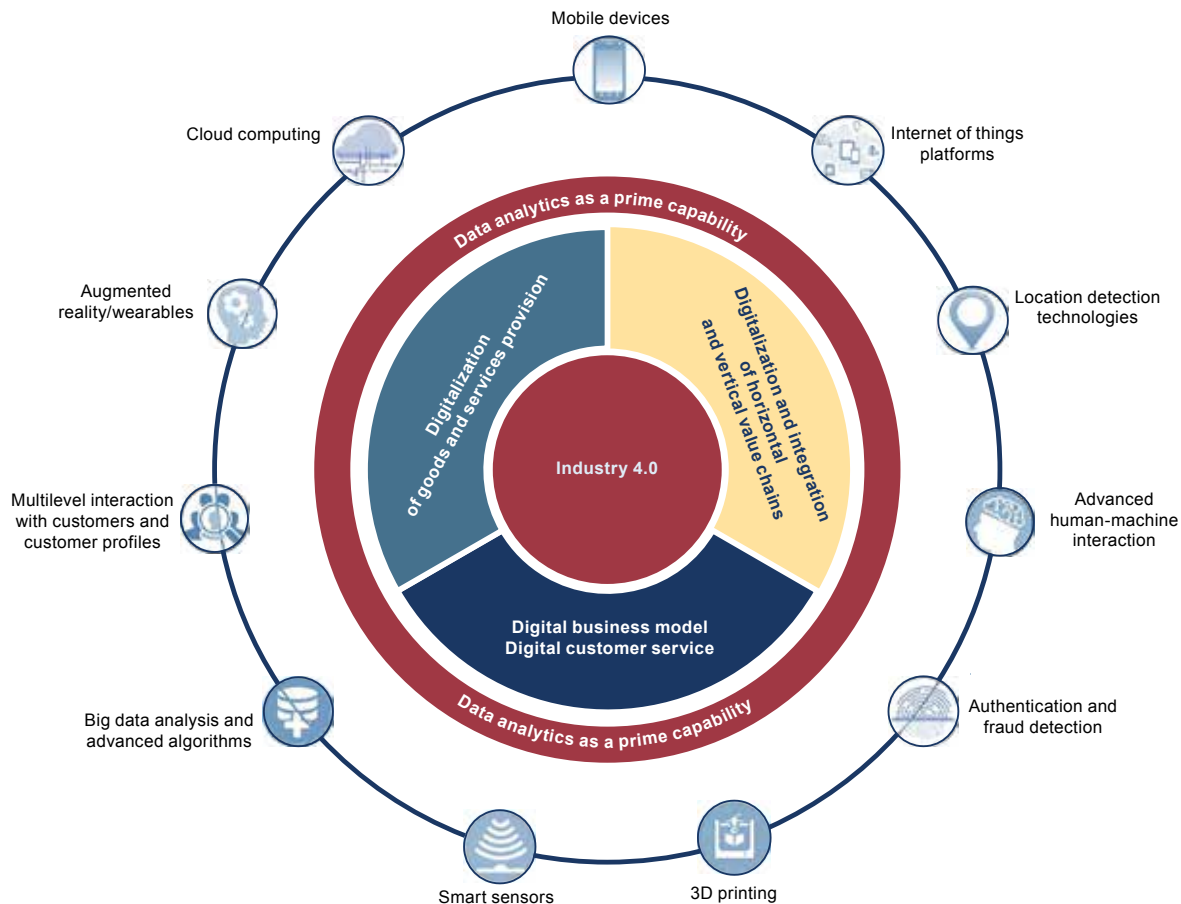 Mobile devices
Cloud computing
Internet of things
platforms
Augmented
reality/wearables
Location detection
technologies
Multilevel interaction
with customers and
customer profiles
Advanced
human-machine
interaction
Big data analysis and
advanced algorithms
Authentication and
fraud detection
Smart sensors
3D printing
Data analytics as a prime capability
Digitalization
of goods and services provision
Digitalization and integration
of horizontal
and vertical value chains
Industry 4.0
Digital business model
Digital customer service
Data analytics as a prime capability